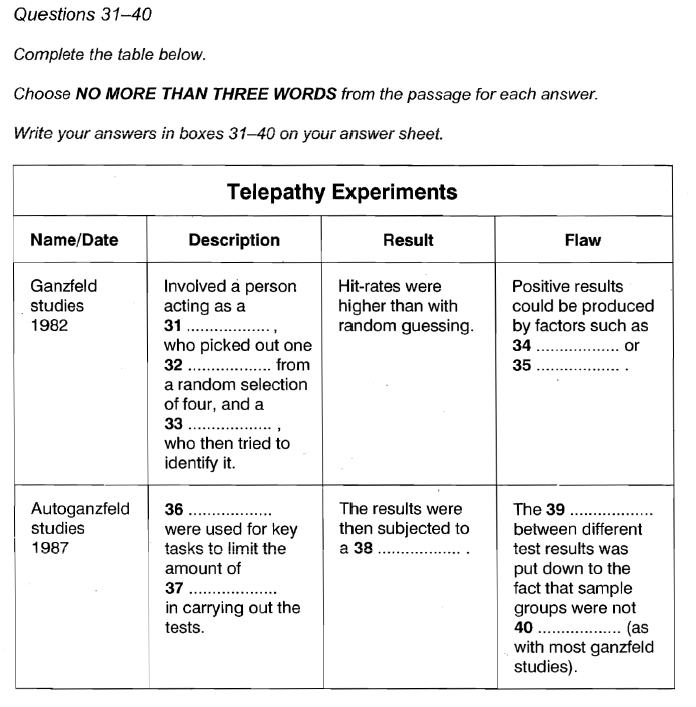 Questions 31–40
Complete the table below.
Choose NO MORE THAN THREE WORDS from the passage for each answer.
Write your answers in boxes 31–40 on your answer sheet.
Telepathy Experiments
Name/Date
Description
Result
Flaw
Ganzfeld
studies
1982
Involved a person
acting as a
31 .................. ,
who picked out one
32 .................. from
a random selection
of four, and a
33 .................. ,
who then tried to
identify it.
Hit-rates were
higher than with
random guessing.
Positive results
could be produced
by factors such as
34 .................. or
35 .................. .
Autoganzfeld
studies
1987
36 ..................
were used for key
tasks to limit the
amount of
37 ...................
in carrying out the
tests.
The results were
then subjected to
a 38 .................. .
The 39 ..................
between different
test results was
put down to the
fact that sample
groups were not
40 .................. (as
with most ganzfeld
studies).